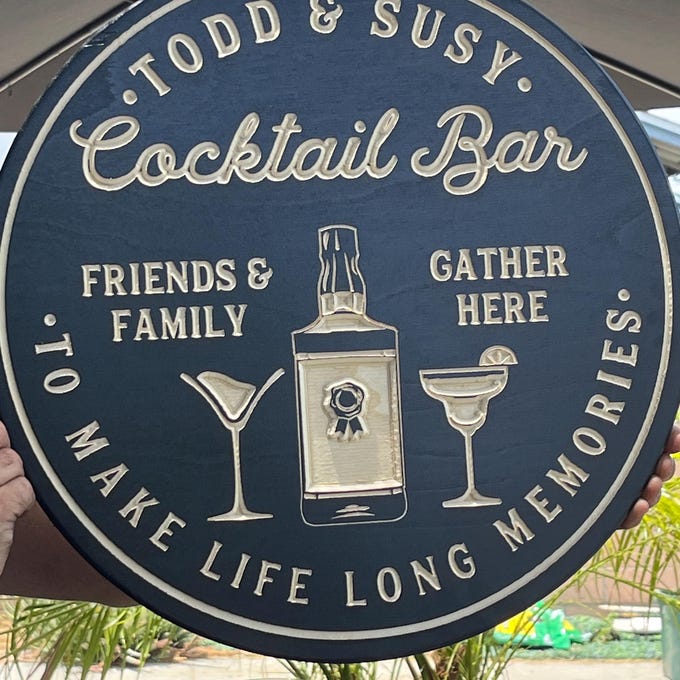 ·TODD & SUSY·
Cocktail Bar
FRIENDS &
FAMILY
GATHER
HERE
·TO MAKE LIFE LONG MEMORIES·